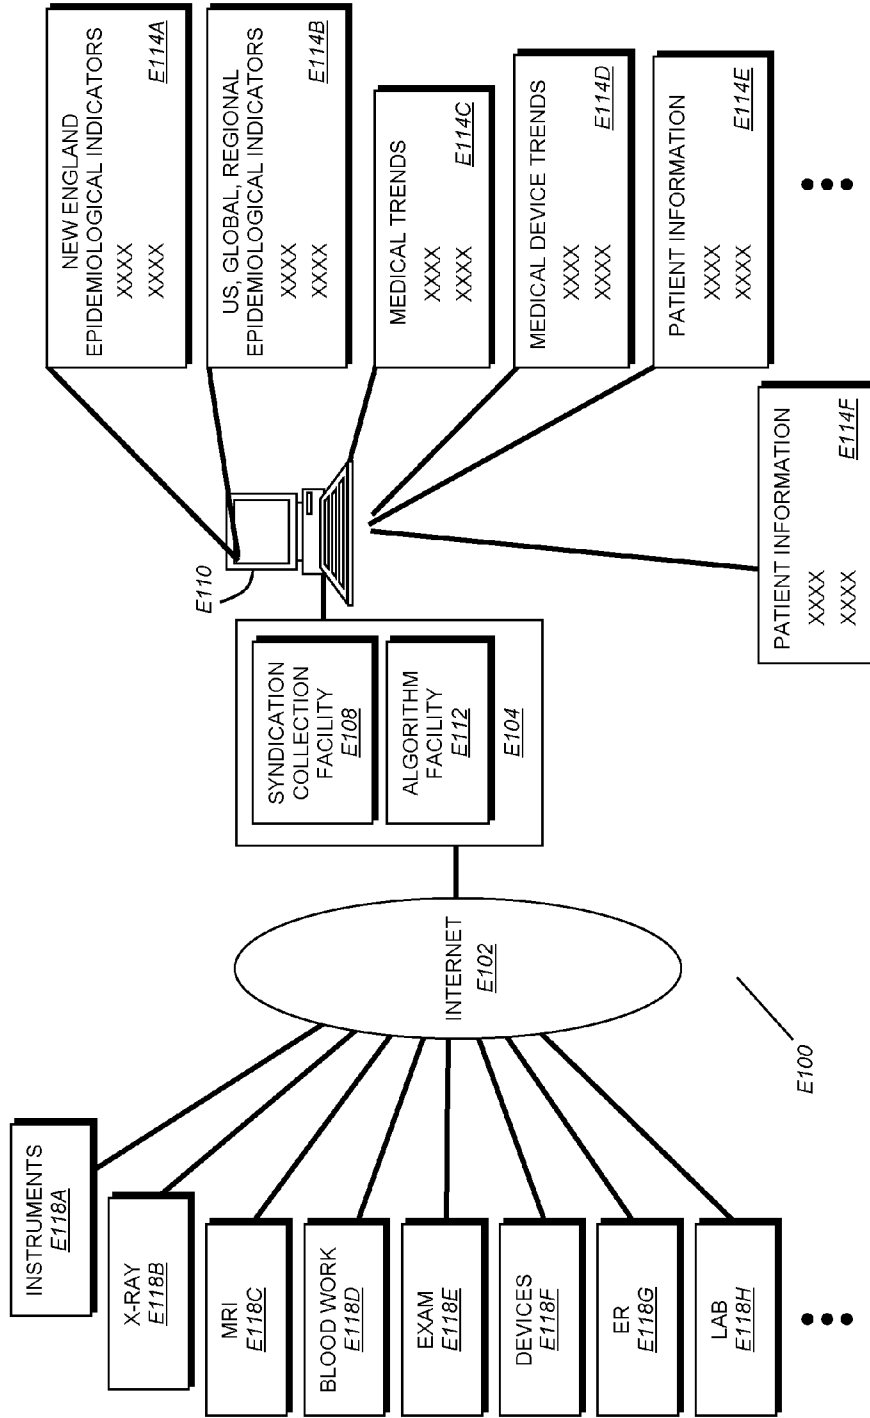 INSTRUMENTS
E118A
X-RAY
E118B
MRI
E118C
BLOOD WORK
E118D
EXAM
E118E
DEVICES
E118F
ER
E118G
LAB
E118H
INTERNET
E102
E100
SYNDICATION
COLLECTION
FACILITY
E108
ALGORITHM
FACILITY
E112
E104
E110
NEW ENGLAND
EPIDEMIOLOGICAL INDICATORS
XXXX
XXXX
E114A
US, GLOBAL, REGIONAL
EPIDEMIOLOGICAL INDICATORS
XXXX
XXXX
E114B
MEDICAL TRENDS
XXXX
XXXX
E114C
MEDICAL DEVICE TRENDS
XXXX
XXXX
E114D
PATIENT INFORMATION
XXXX
XXXX
E114E
PATIENT INFORMATION
XXXX
XXXX
E114F